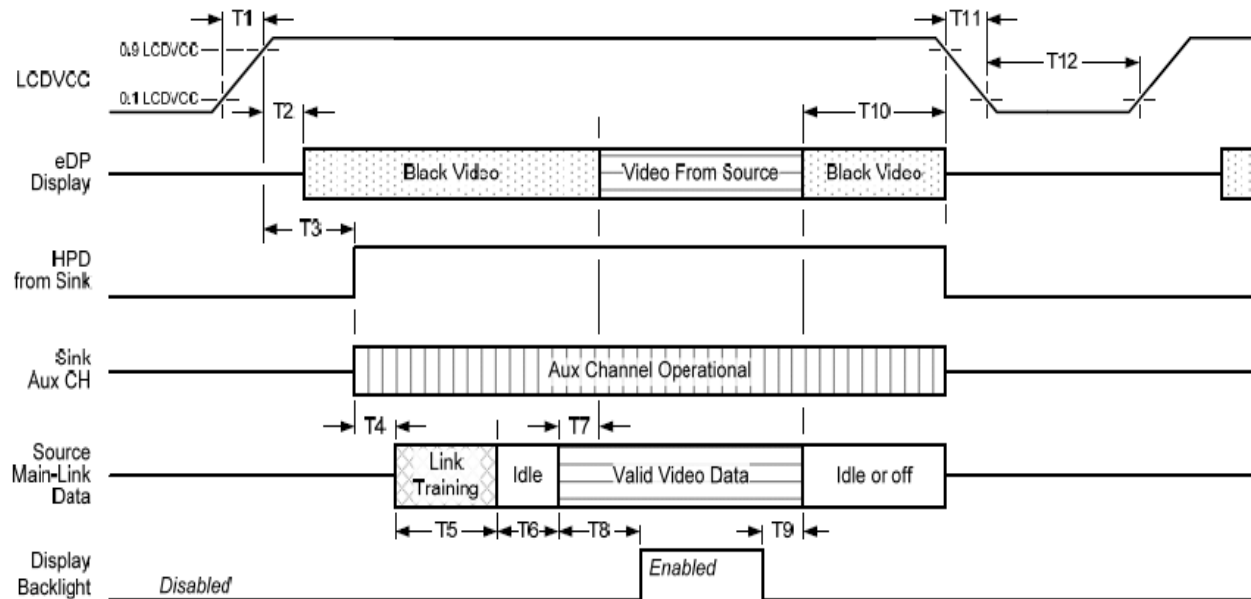 T1
T11
0.9 LCDVCC
LCDVCC
T12
0.1 LCDVCC
T2
T10
eDP
Display
Black Video
Video From Source
Black Video
T3
HPD
from Sink
Sink
Aux CH
Aux Channel Operational
T4
T7
Source
Main-Link
Data
Link
Training
Idle
Valid Video Data
Idle or off
T5
T6
T8
T9
Display
Backlight
Disabled
Enabled